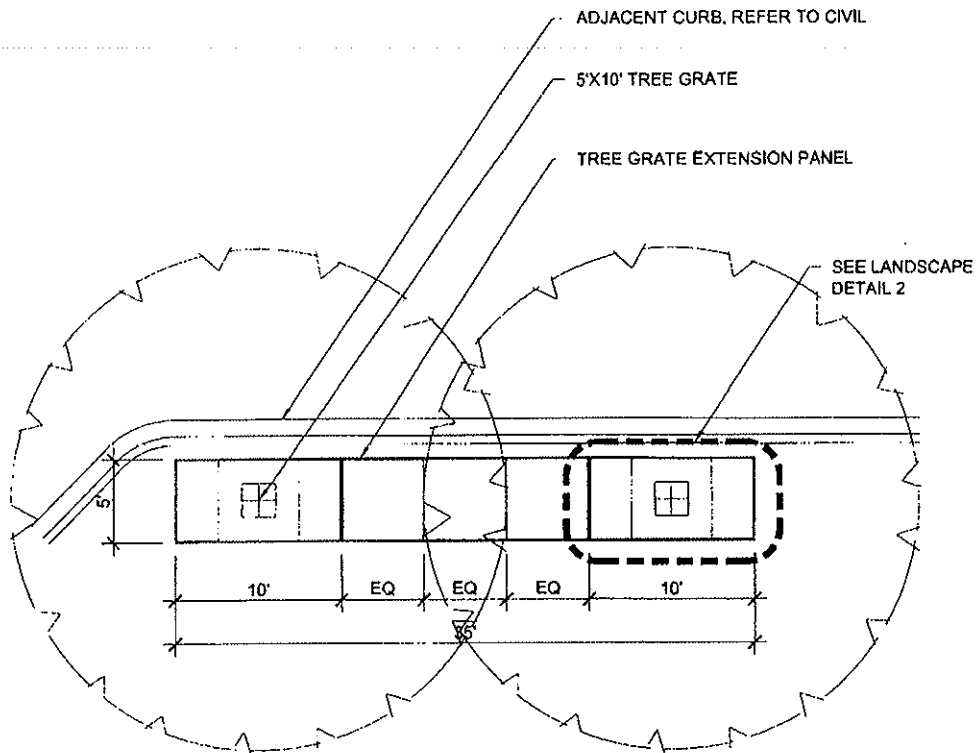 ADJACENT CURB, REFER TO CIVIL
5'X10' TREE GRATE
TREE GRATE EXTENSION PANEL
SEE LANDSCAPE
DETAIL 2
5'
10'
EQ
EQ
EQ
10'
35'